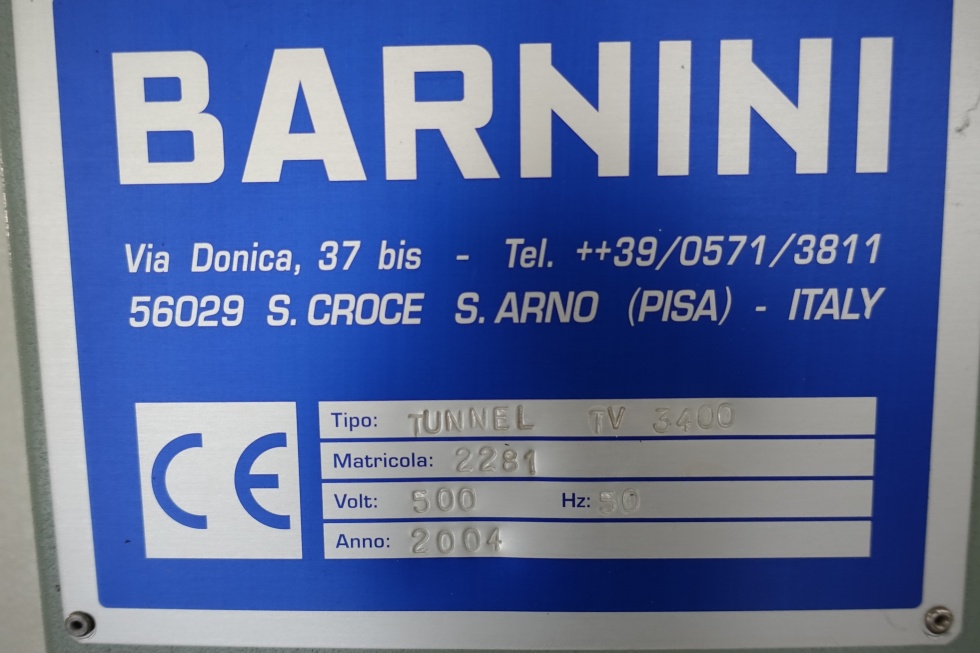 BARNINI
Via Donica, 37 bis - Tel. ++39/0571/3811
56029 S. CROCE S. ARNO (PISA) - ITALY
CE
Tipo: TUNNEL TV 3400
Matricola: 2281
Volt: 500 Hz: 50
Anno: 2004